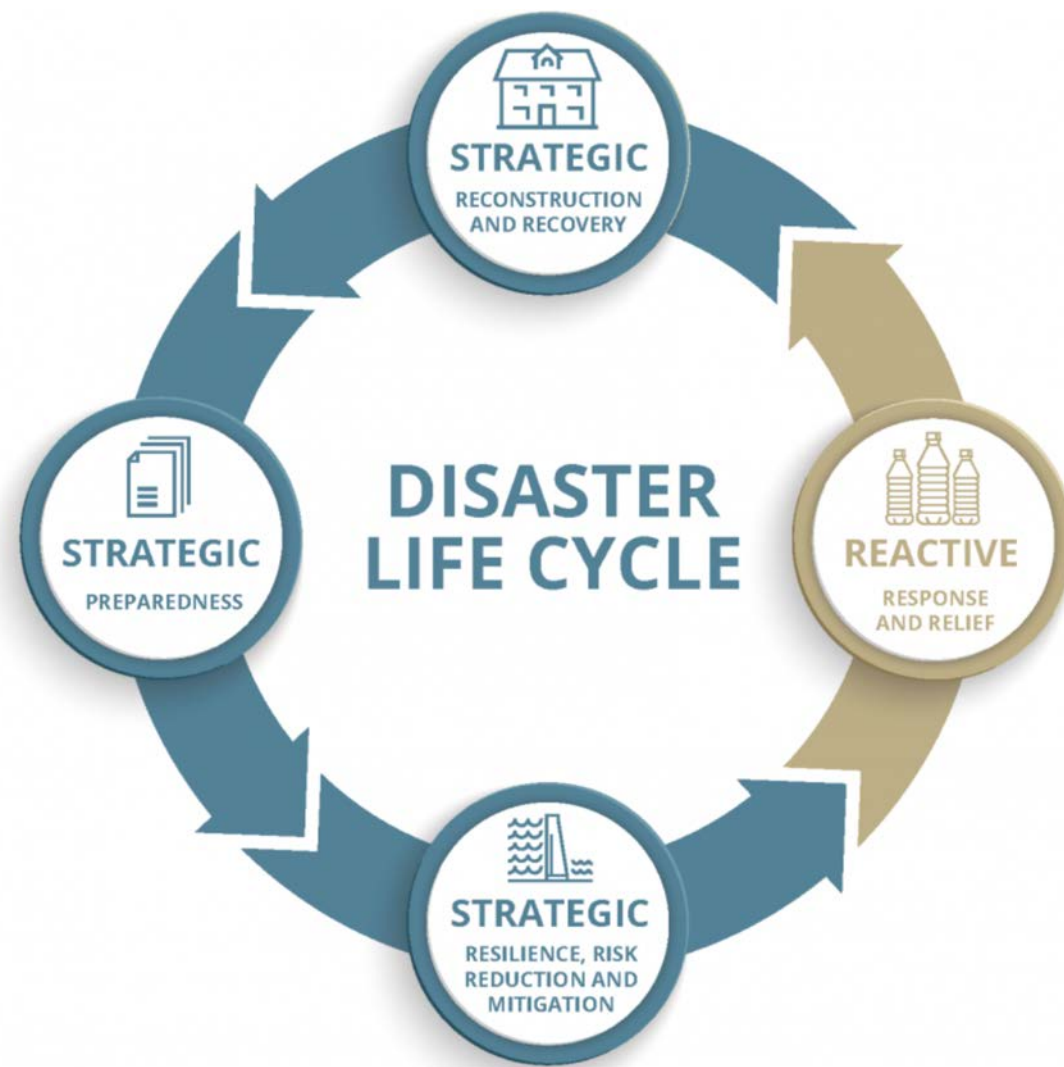 STRATEGIC
RECONSTRUCTION
AND RECOVERY
STRATEGIC
PREPAREDNESS
DISASTER
LIFE CYCLE
REACTIVE
RESPONSE
AND RELIEF
STRATEGIC
RESILIENCE, RISK
REDUCTION AND
MITIGATION